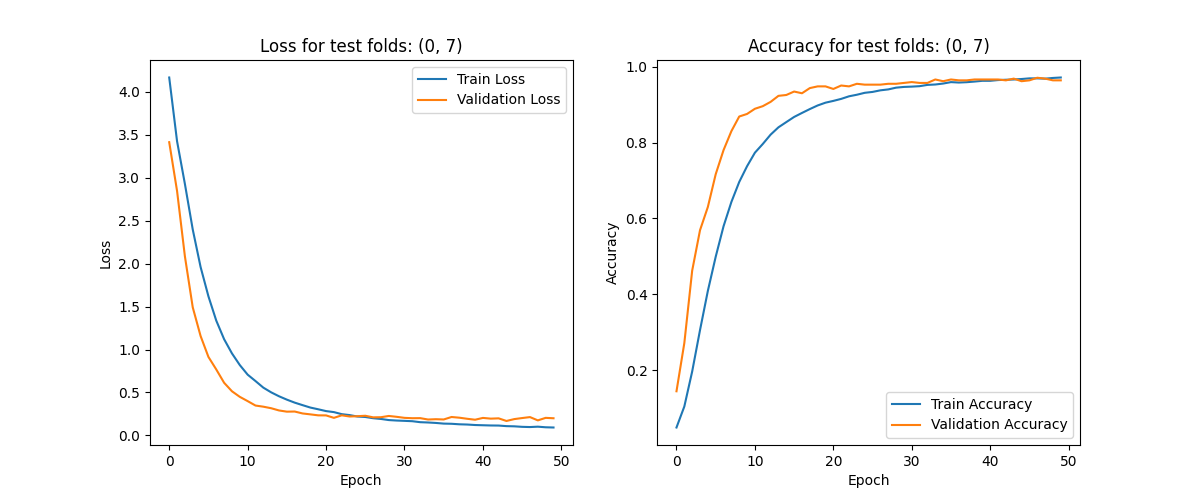 Loss for test folds: (0, 7)
Train Loss
Validation Loss
4.0
3.5
3.0
2.5
2.0
1.5
1.0
0.5
0.0
Loss
0
10
20
30
40
50
Epoch
Accuracy for test folds: (0, 7)
1.0
0.8
0.6
0.4
0.2
Accuracy
Train Accuracy
Validation Accuracy
0
10
20
30
40
50
Epoch